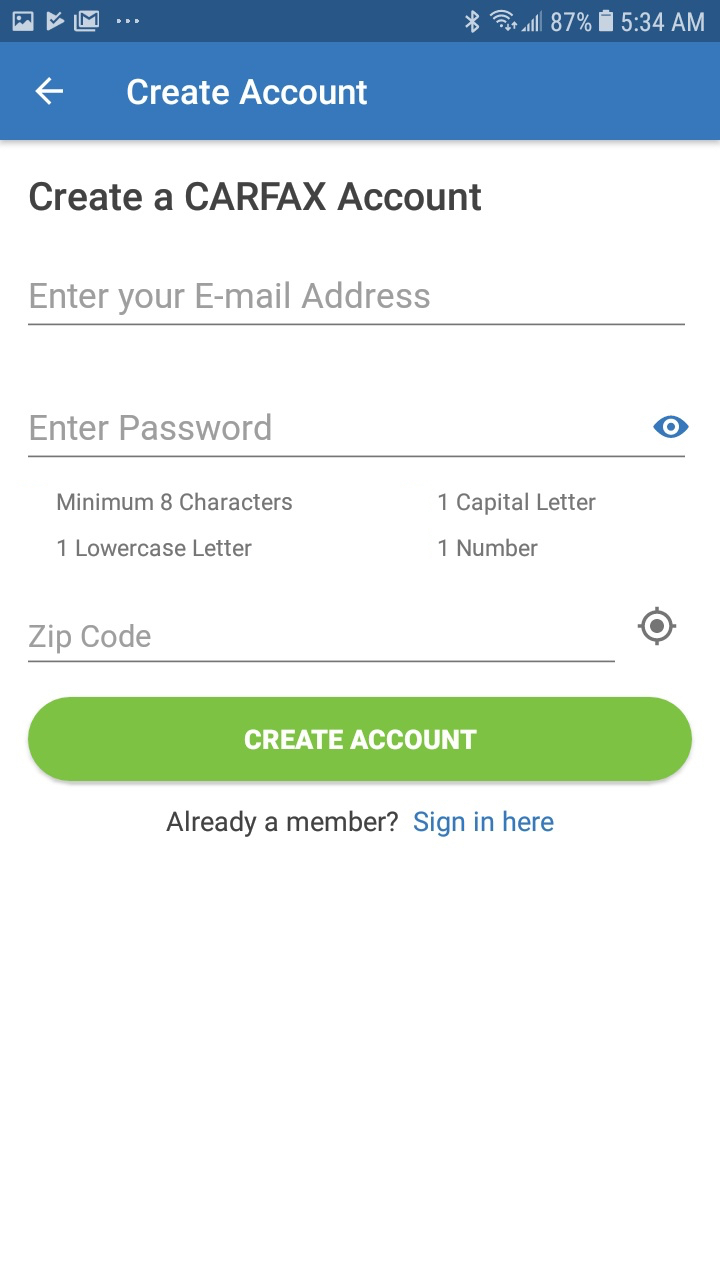 87% 5:34 AM
Create Account
Create a CARFAX Account
Enter your E-mail Address
Enter Password
Minimum 8 Characters 1 Capital Letter
1 Lowercase Letter 1 Number
Zip Code
CREATE ACCOUNT
Already a member? Sign in here